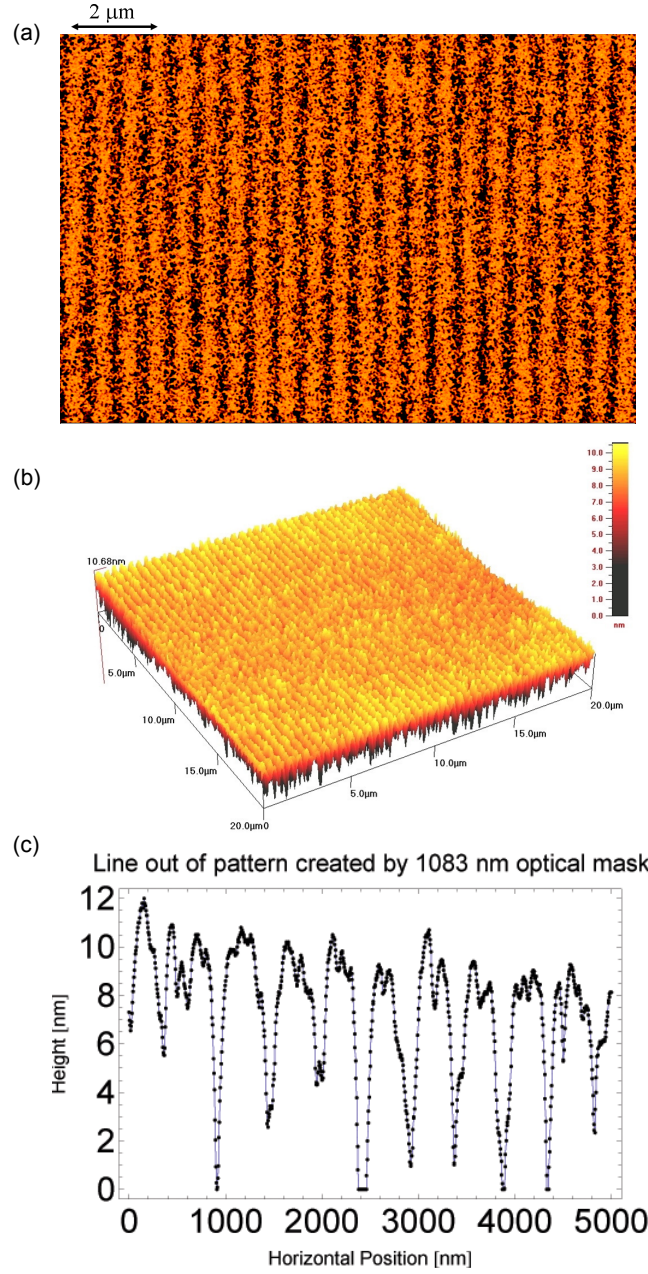 2 μm
(a)
(b)
10.0
9.0
8.0
7.0
6.0
5.0
4.0
3.0
2.0
1.0
0.0
nm
10.68nm
0
5.0μm
10.0μm
15.0μm
20.0μm0
5.0μm
10.0μm
15.0μm
20.0μm
(c)
Line out of pattern created by 1083 nm optical mask
12
10
8
6
4
2
0
Height [nm]
0 1000 2000 3000 4000 5000
Horizontal Position [nm]